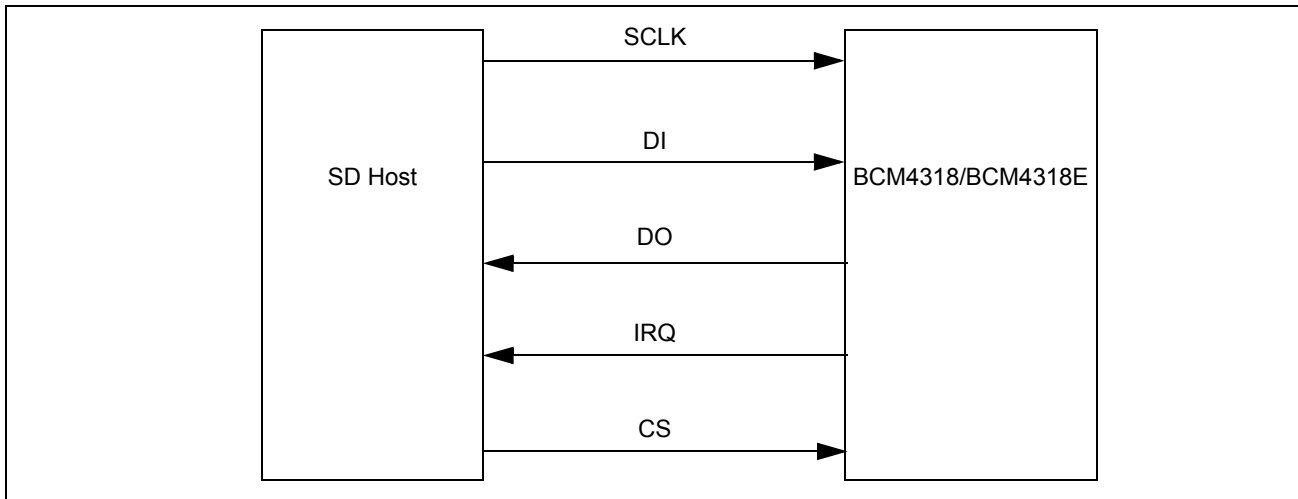 SCLK
DI
SD Host
BCM4318/BCM4318E
DO
IRQ
CS